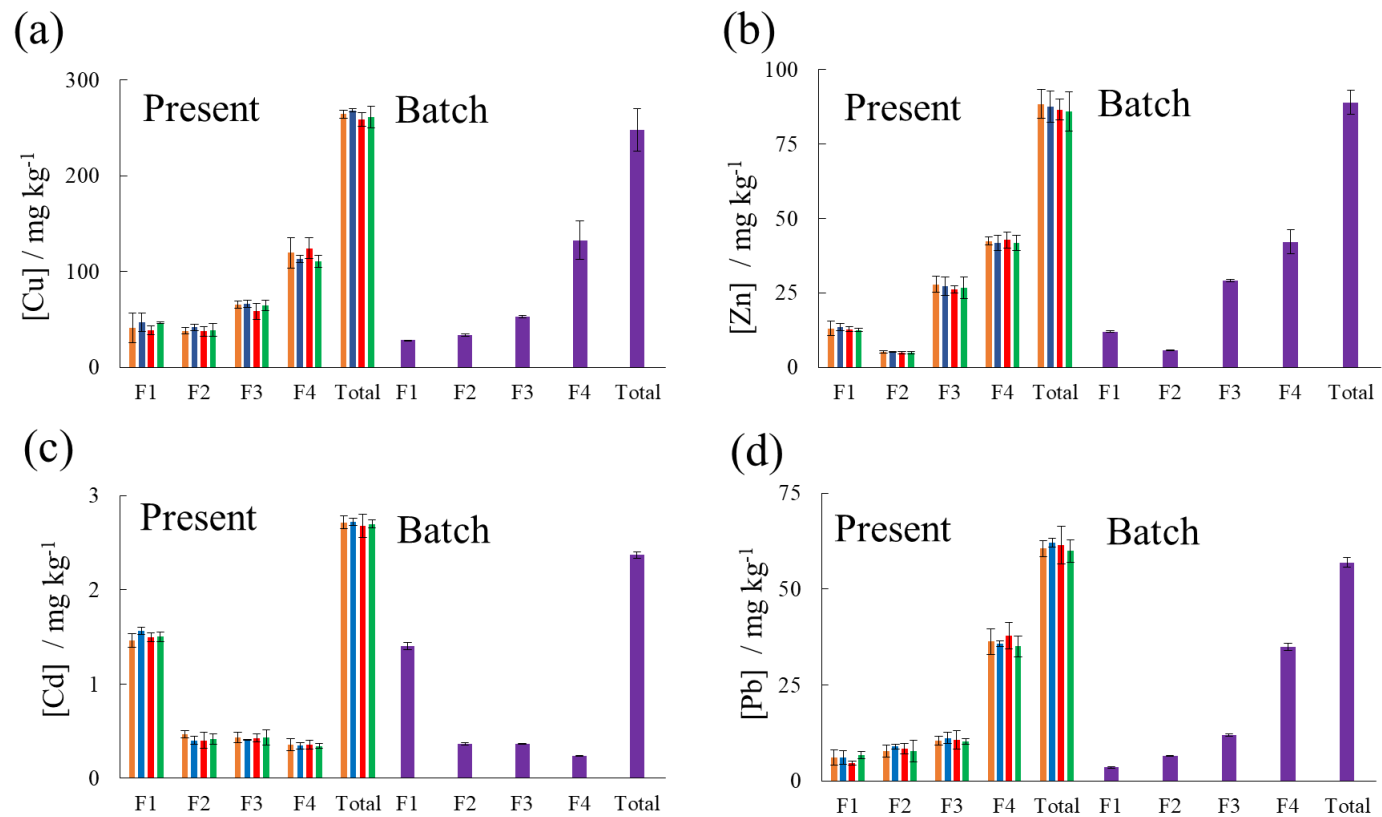 (a)
[Cu] / mg kg-1
300
200
100
0
Present
Batch
F1 F2 F3 F4 Total F1 F2 F3 F4 Total
(b)
[Zn] / mg kg-1
100
75
50
25
0
Present
Batch
F1 F2 F3 F4 Total F1 F2 F3 F4 Total
(c)
[Cd] / mg kg-1
3
2
1
0
Present
Batch
F1 F2 F3 F4 Total F1 F2 F3 F4 Total
(d)
[Pb] / mg kg-1
75
50
25
0
Present
Batch
F1 F2 F3 F4 Total F1 F2 F3 F4 Total